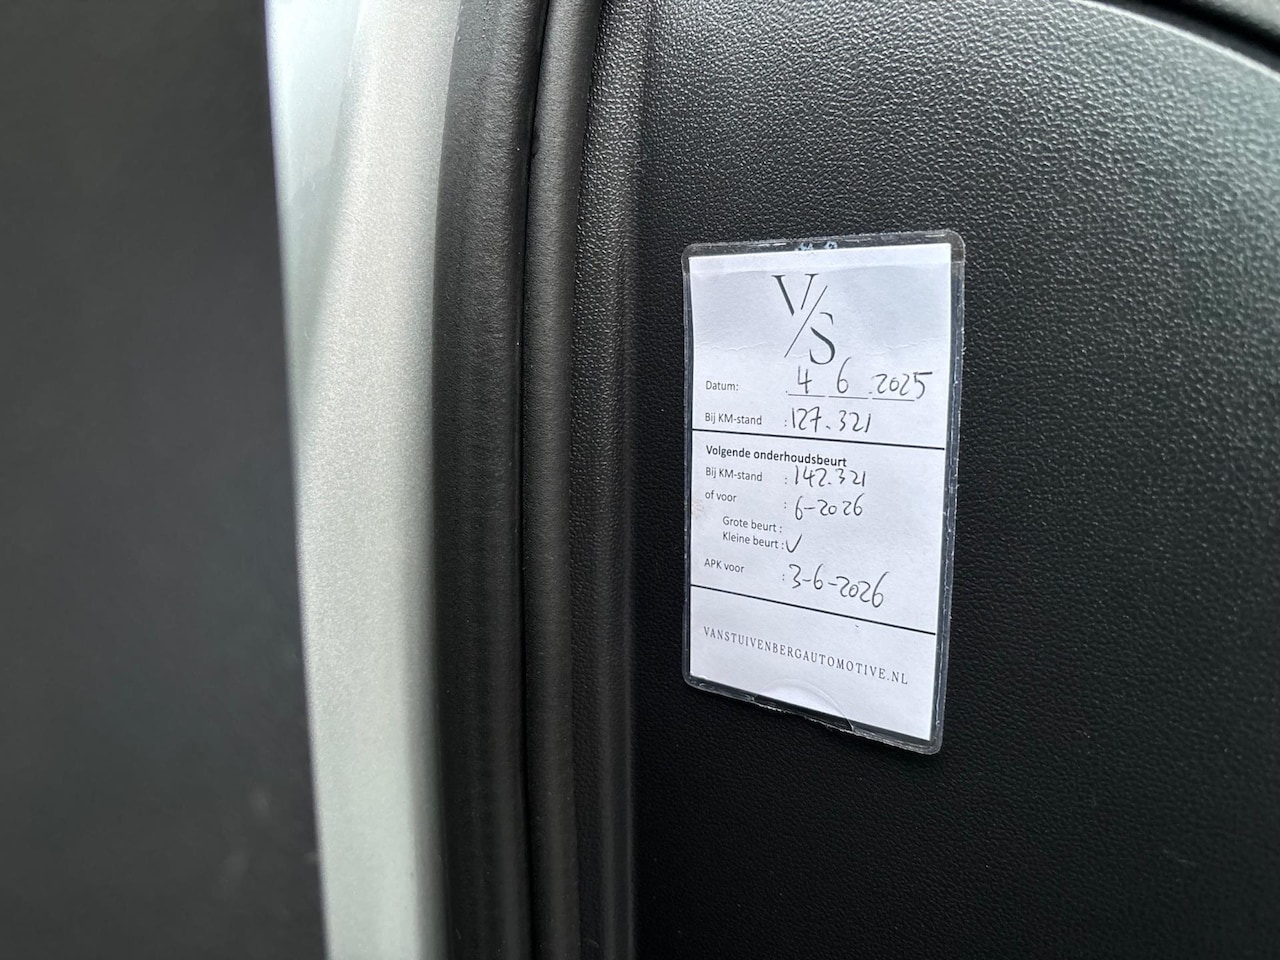 V/S
Datum: 4 6 2025
Bij KM-stand : 127.321
Volgende onderhoudsbeurt
Bij KM-stand : 142.321
of voor : 6-2026
Grote beurt :
Kleine beurt : ✓
APK voor : 3-6-2026
VANSTUIVENBERGAUTOMOTIVE.NL